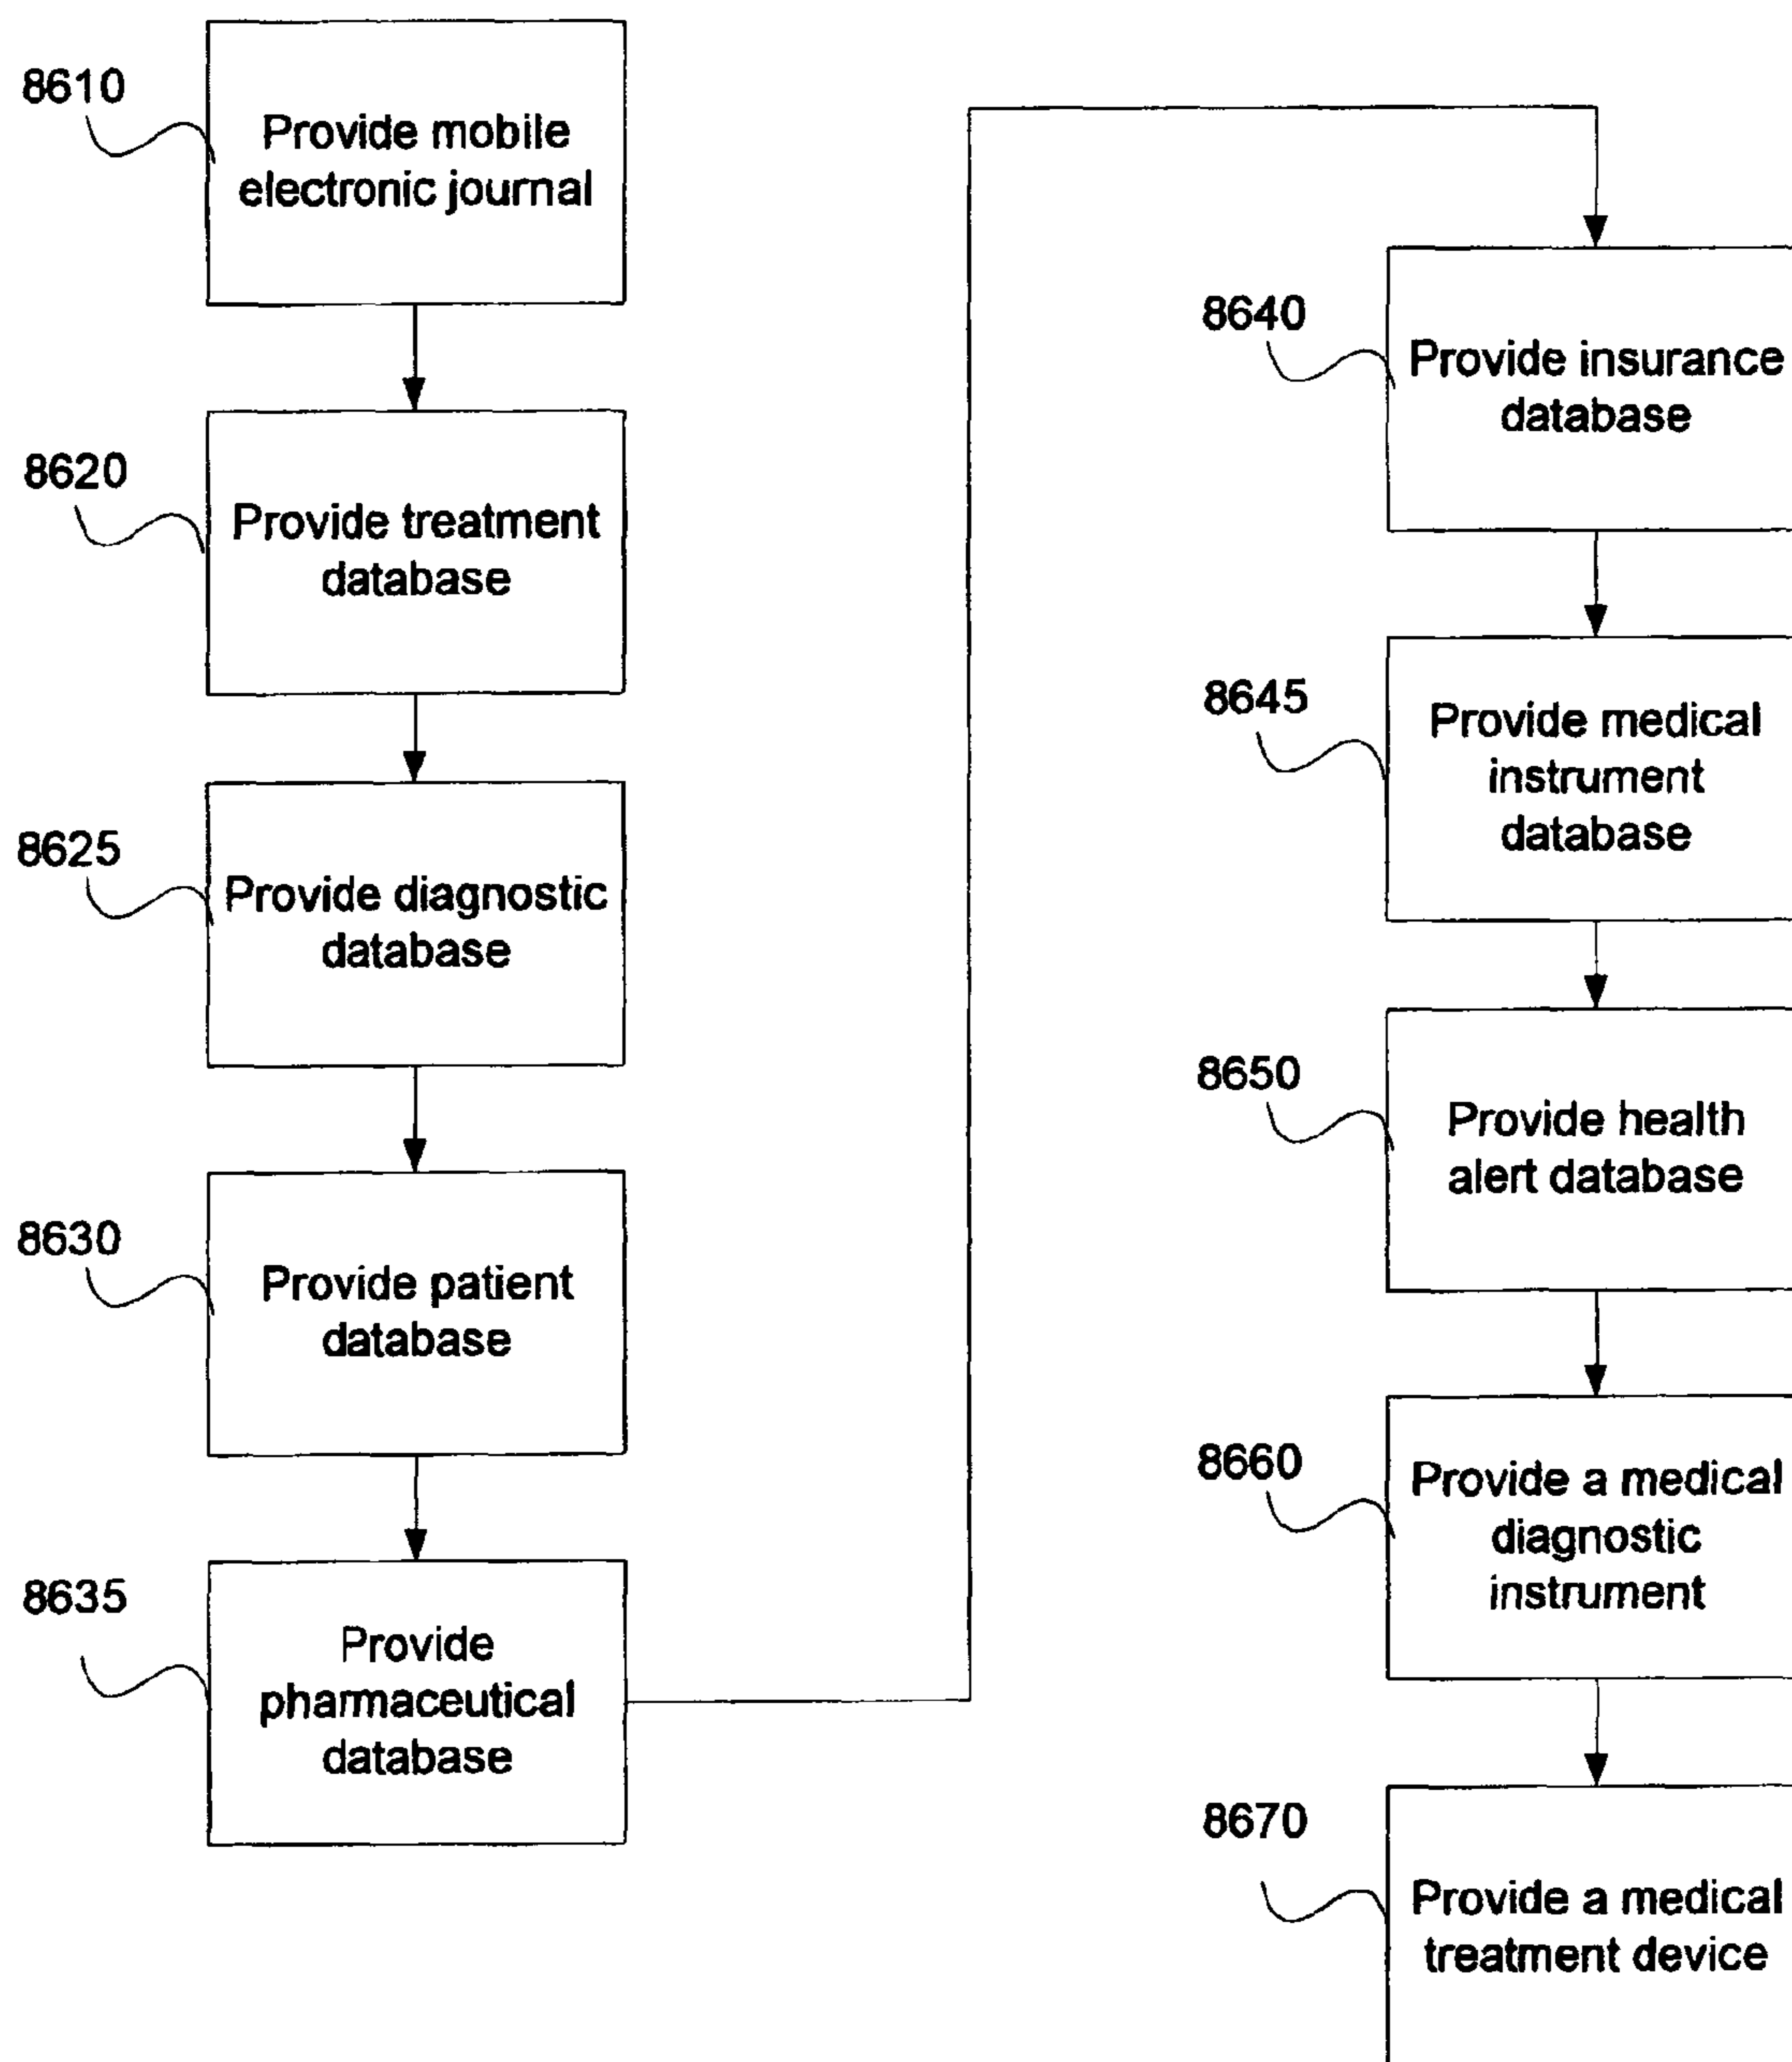 8610
Provide mobile
electronic journal
8620
Provide treatment
database
8625
Provide diagnostic
database
8630
Provide patient
database
8635
Provide
pharmaceutical
database
8640
Provide insurance
database
8645
Provide medical
instrument
database
8650
Provide health
alert database
8660
Provide a medical
diagnostic
instrument
8670
Provide a medical
treatment device